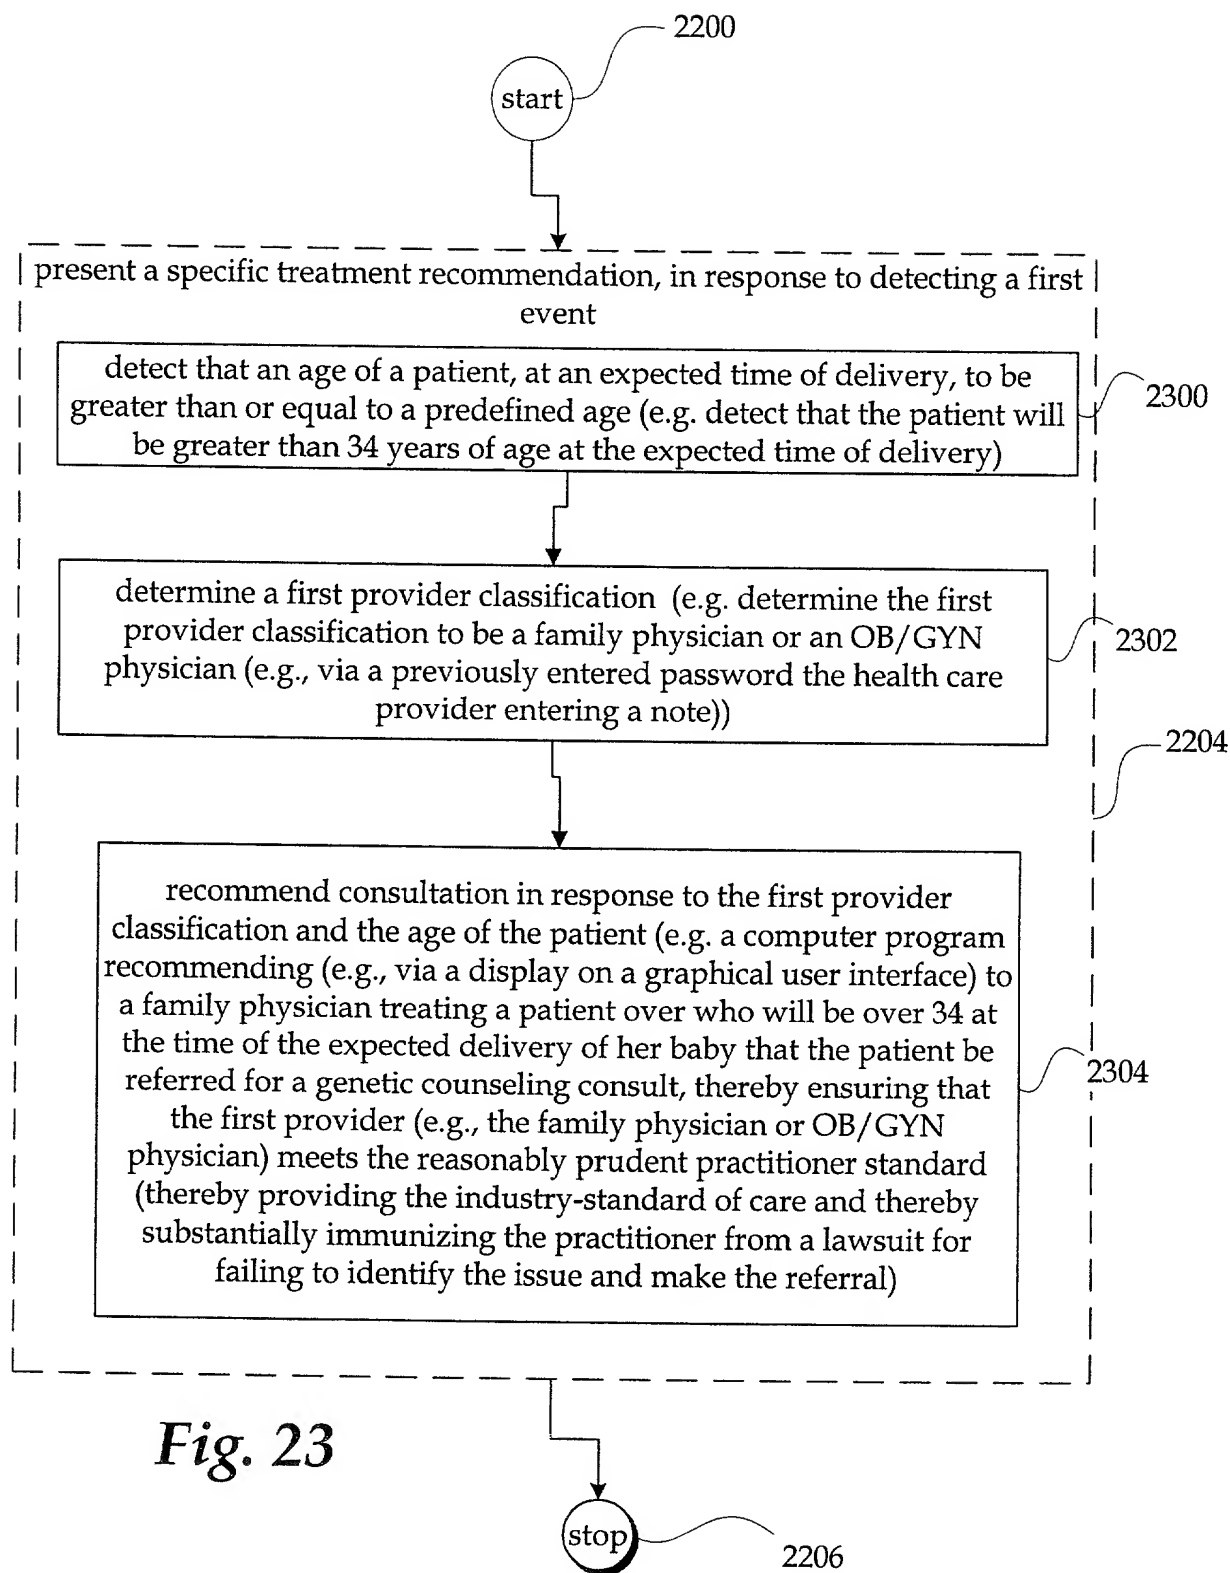 2200
start
present a specific treatment recommendation, in response to detecting a first
event
detect that an age of a patient, at an expected time of delivery, to be
greater than or equal to a predefined age (e.g. detect that the patient will
be greater than 34 years of age at the expected time of delivery)
2300
determine a first provider classification (e.g. determine the first
provider classification to be a family physician or an OB/GYN
physician (e.g., via a previously entered password the health care
provider entering a note))
2302
2204
recommend consultation in response to the first provider
classification and the age of the patient (e.g. a computer program
recommending (e.g., via a display on a graphical user interface) to
a family physician treating a patient over who will be over 34 at
the time of the expected delivery of her baby that the patient be
referred for a genetic counseling consult, thereby ensuring that
the first provider (e.g., the family physician or OB/GYN
physician) meets the reasonably prudent practitioner standard
(thereby providing the industry-standard of care and thereby
substantially immunizing the practitioner from a lawsuit for
failing to identify the issue and make the referral)
2304
Fig. 23
stop
2206